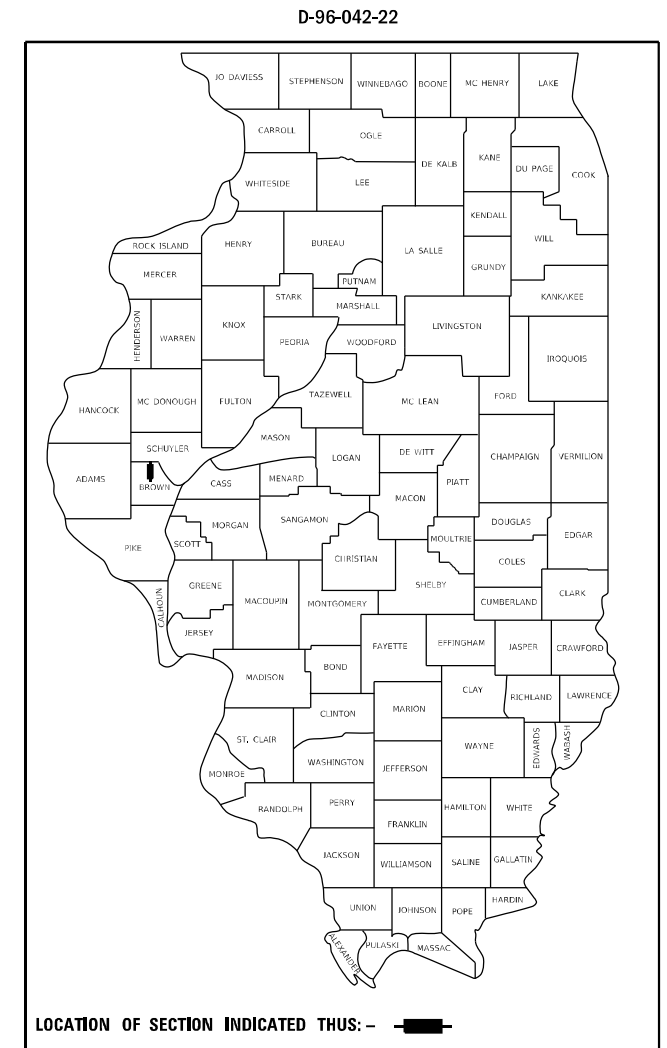 D-96-042-22
JO DAVIESS
STEPHENSON
WINNEBAGO
BOONE
MC HENRY
LAKE
CARROLL
OGLE
DE KALB
KANE
DU PAGE
COOK
WHITESIDE
LEE
KENDALL
ROCK ISLAND
HENRY
BUREAU
LA SALLE
WILL
GRUNDY
MERCER
PUTNAM
STARK
MARSHALL
KANKAKEE
HENDERSON
WARREN
KNOX
PEORIA
WOODFORD
LIVINGSTON
IROQUOIS
HANCOCK
MC DONOUGH
FULTON
TAZEWELL
MC LEAN
FORD
MASON
SCHUYLER
LOGAN
DE WITT
CHAMPAIGN
VERMILION
ADAMS
BROWN
CASS
MENARD
PIATT
MACON
MORGAN
SANGAMON
DOUGLAS
PIKE
SCOTT
MOULTRIE
EDGAR
CHRISTIAN
COLES
GREENE
SHELBY
CALHOUN
MACOUPIN
MONTGOMERY
CUMBERLAND
CLARK
JERSEY
FAYETTE
EFFINGHAM
JASPER
CRAWFORD
BOND
MADISON
CLAY
RICHLAND
LAWRENCE
CLINTON
MARION
ST. CLAIR
WAYNE
EDWARDS
WABASH
WASHINGTON
JEFFERSON
MONROE
RANDOLPH
PERRY
HAMILTON
WHITE
FRANKLIN
JACKSON
WILLIAMSON
SALINE
GALLATIN
UNION
JOHNSON
POPE
HARDIN
ALEXANDER
PULASKI
MASSAC
LOCATION OF SECTION INDICATED THUS: –